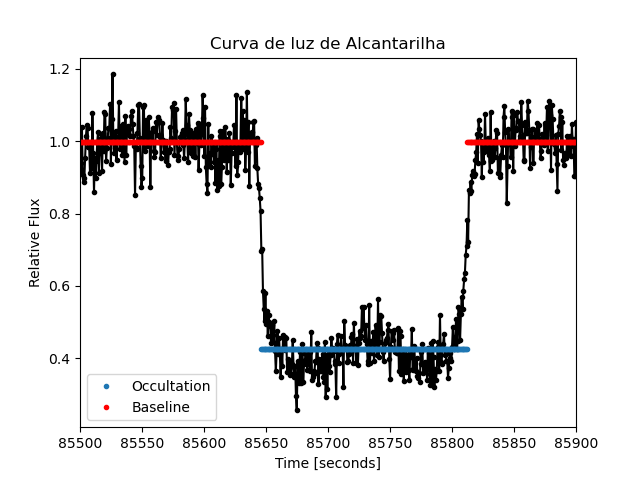 Curva de luz de Alcantarilha
1.2
1.0
0.8
0.6
0.4
Relative Flux
Occultation
Baseline
85500 85550 85600 85650 85700 85750 85800 85850 85900
Time [seconds]